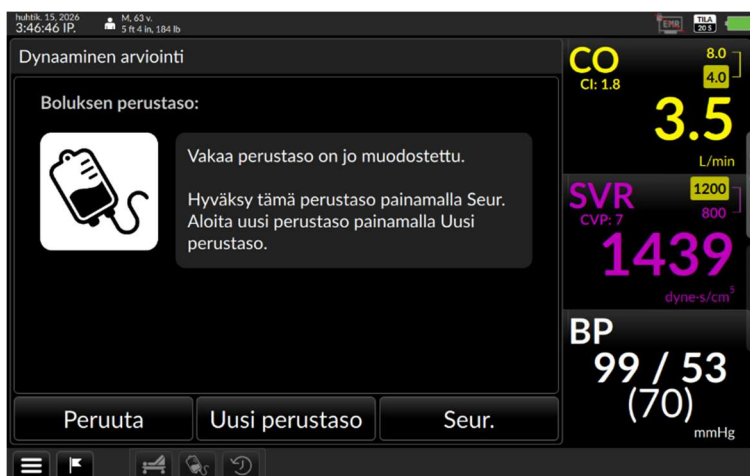 huhtik. 15, 2026
3:46:46 IP.
M, 63 v.
5 ft 4 in, 184 lb
EMR
TILA
20 S
Dynaaminen arviointi
Boluksen perustaso:
Vakaa perustaso on jo muodostettu.
Hyväksy tämä perustaso painamalla Seur.
Aloita uusi perustaso painamalla Uusi
perustaso.
Peruuta
Uusi perustaso
Seur.
CO
CI: 1.8
8.0
4.0
3.5
L/min
SVR
CVP: 7
1200
800
1439
dyne·s/cm⁵
BP
99 / 53
(70)
mmHg